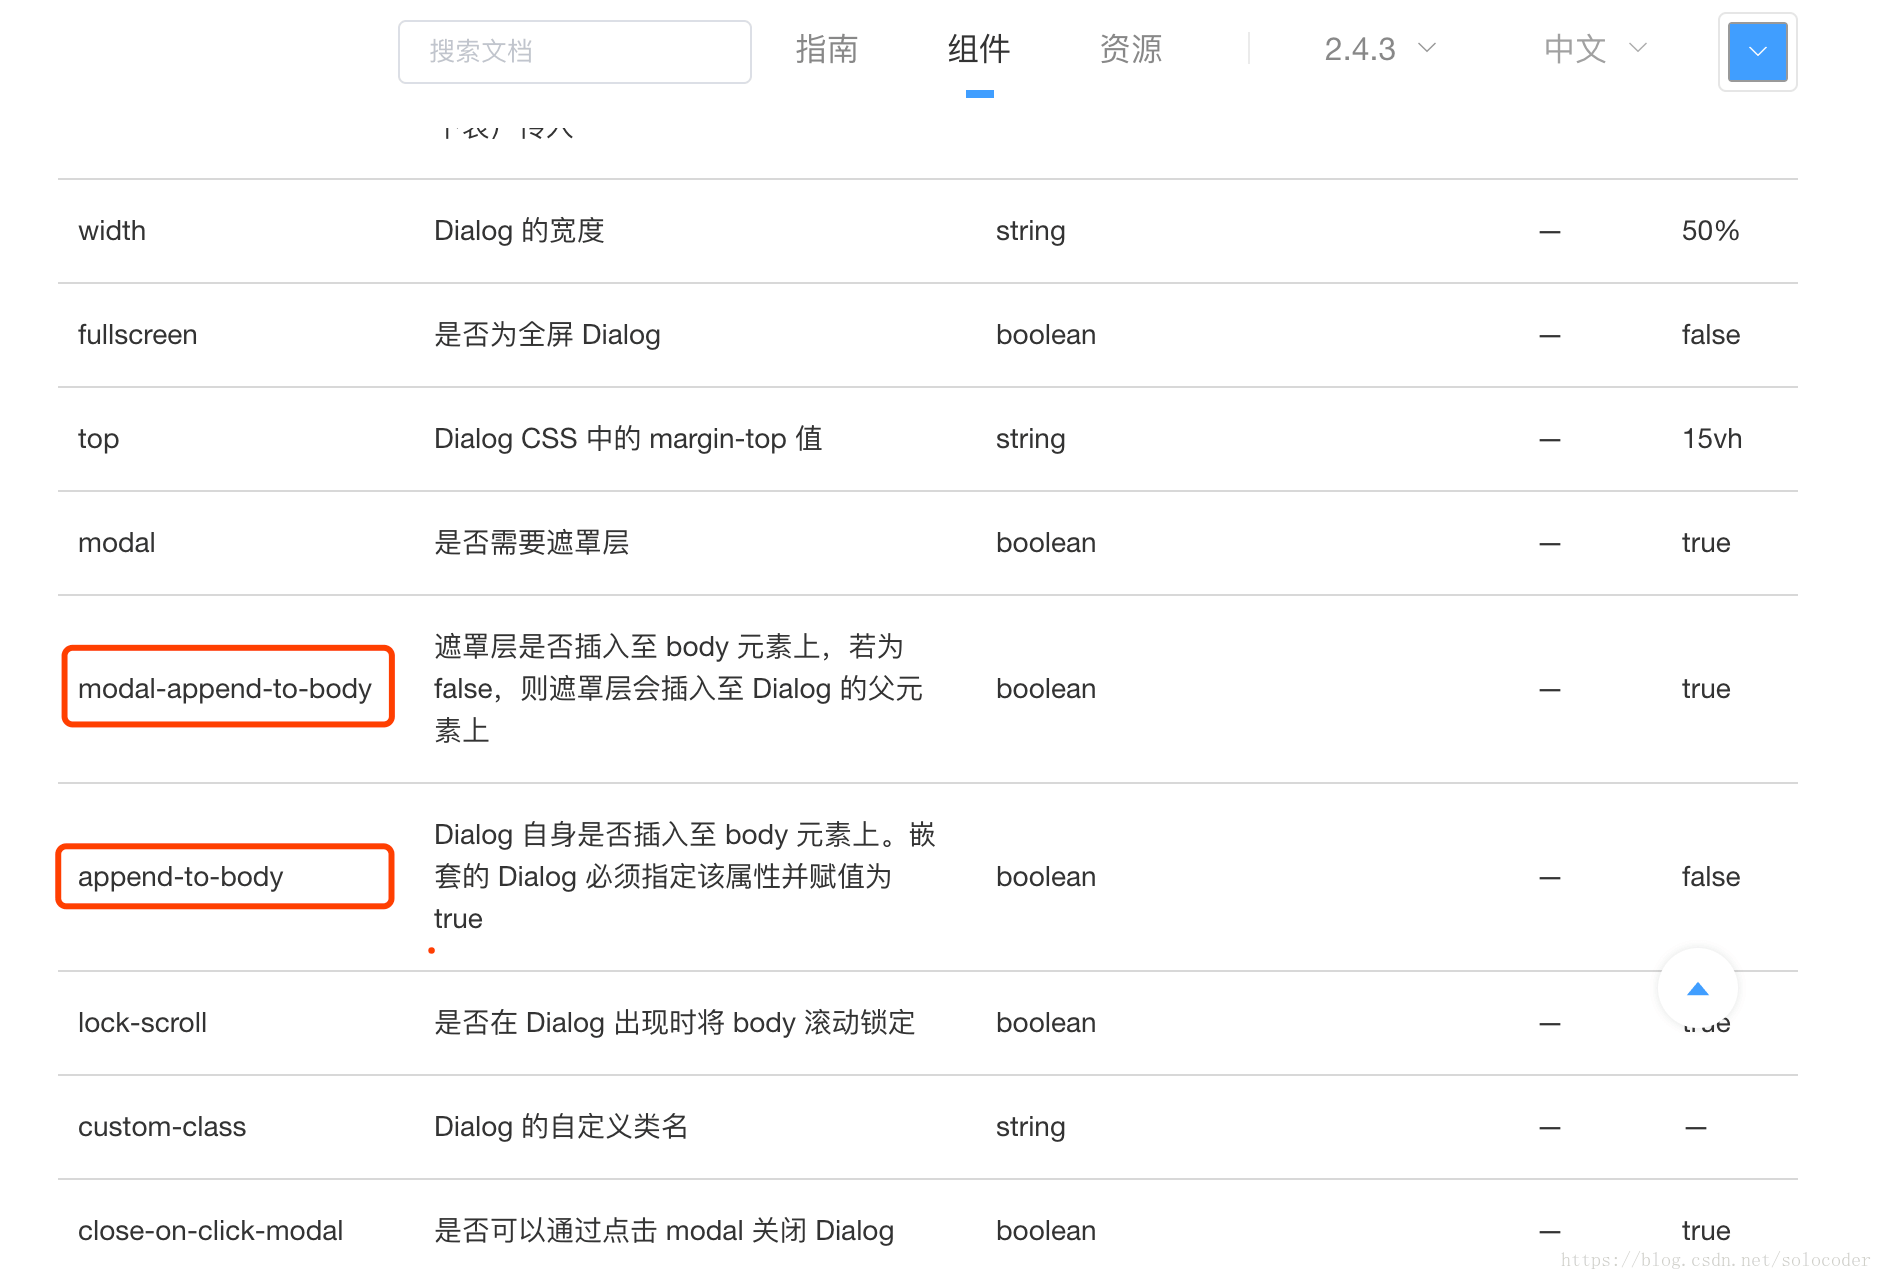 搜索文档 指南 组件 资源 2.4.3 中文
width Dialog 的宽度 string — 50%
fullscreen 是否为全屏 Dialog boolean — false
top Dialog CSS 中的 margin-top 值 string — 15vh
modal 是否需要遮罩层 boolean — true
遮罩层是否插入至 body 元素上，若为
modal-append-to-body false，则遮罩层会插入至 Dialog 的父元 boolean — true
素上
Dialog 自身是否插入至 body 元素上。嵌
append-to-body 套的 Dialog 必须指定该属性并赋值为 boolean — false
true
lock-scroll 是否在 Dialog 出现时将 body 滚动锁定 boolean — true
custom-class Dialog 的自定义类名 string — —
close-on-click-modal 是否可以通过点击 modal 关闭 Dialog boolean — true
https://blog.csdn.net/solocoder